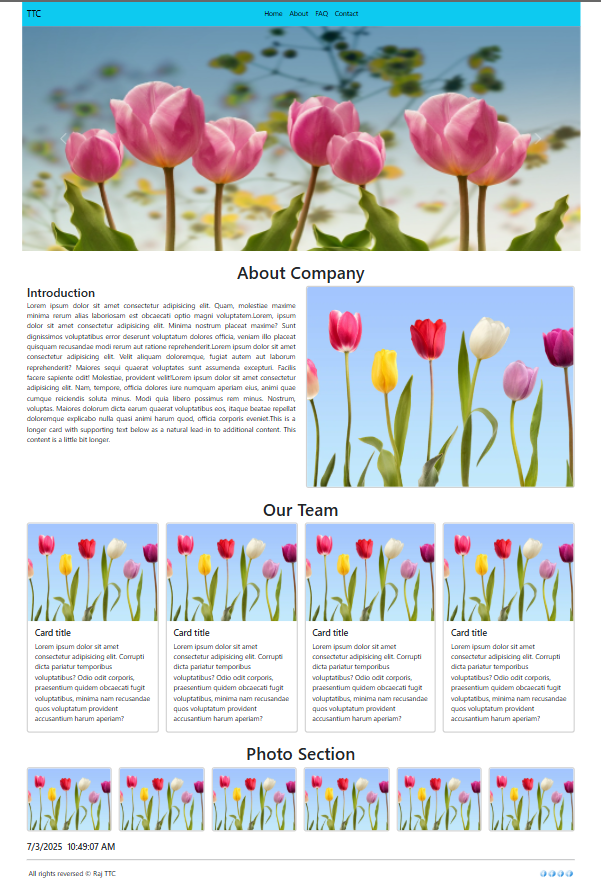 TTC
Home About FAQ Contact
About Company
Introduction
Lorem ipsum dolor sit amet consectetur adipisicing elit. Quam, molestiae maxime
minima rerum alias laboriosam est obcaecati optio magni voluptatem.Lorem, ipsum
dolor sit amet consectetur adipisicing elit. Minima nostrum placeat maxime? Sunt
dignissimos voluptatibus error deserunt voluptatum dolores officia, veniam illo placeat
quisquam recusandae modi rerum aut ratione reprehenderit.Lorem ipsum dolor sit amet
consectetur adipisicing elit. Velit aliquam doloremque, fugiat autem aut laborum
reprehenderit? Maiores sequi quaerat voluptates sunt assumenda excepturi. Facilis
facere sapiente odit! Molestiae, provident velit!Lorem ipsum dolor sit amet consectetur
adipisicing elit. Nam, tempore, officia dolores iure numquam aperiam eius, animi quae
cumque reiciendis soluta minus. Modi quia libero possimus rem minus. Nostrum,
voluptas. Maiores dolorum dicta earum quaerat voluptatibus eos, itaque beatae repellat
doloremque explicabo nulla quasi animi harum quod, officia corporis eveniet.This is a
longer card with supporting text below as a natural lead in to additional content. This
content is a little bit longer.
Our Team
Card title
Lorem ipsum dolor sit amet
consectetur adipisicing elit. Corrupti
dicta pariatur temporibus
voluptatibus? Odio odit corporis,
praesentium quidem obcaecati fugit
voluptatibus, minima nam recusandae
quos voluptatum provident
accusantium harum aperiam?
Card title
Lorem ipsum dolor sit amet
consectetur adipisicing elit. Corrupti
dicta pariatur temporibus
voluptatibus? Odio odit corporis,
praesentium quidem obcaecati fugit
voluptatibus, minima nam recusandae
quos voluptatum provident
accusantium harum aperiam?
Card title
Lorem ipsum dolor sit amet
consectetur adipisicing elit. Corrupti
dicta pariatur temporibus
voluptatibus? Odio odit corporis,
praesentium quidem obcaecati fugit
voluptatibus, minima nam recusandae
quos voluptatum provident
accusantium harum aperiam?
Card title
Lorem ipsum dolor sit amet
consectetur adipisicing elit. Corrupti
dicta pariatur temporibus
voluptatibus? Odio odit corporis,
praesentium quidem obcaecati fugit
voluptatibus, minima nam recusandae
quos voluptatum provident
accusantium harum aperiam?
Photo Section
7/3/2025 10:49:07 AM
All rights reversed © Raj TTC